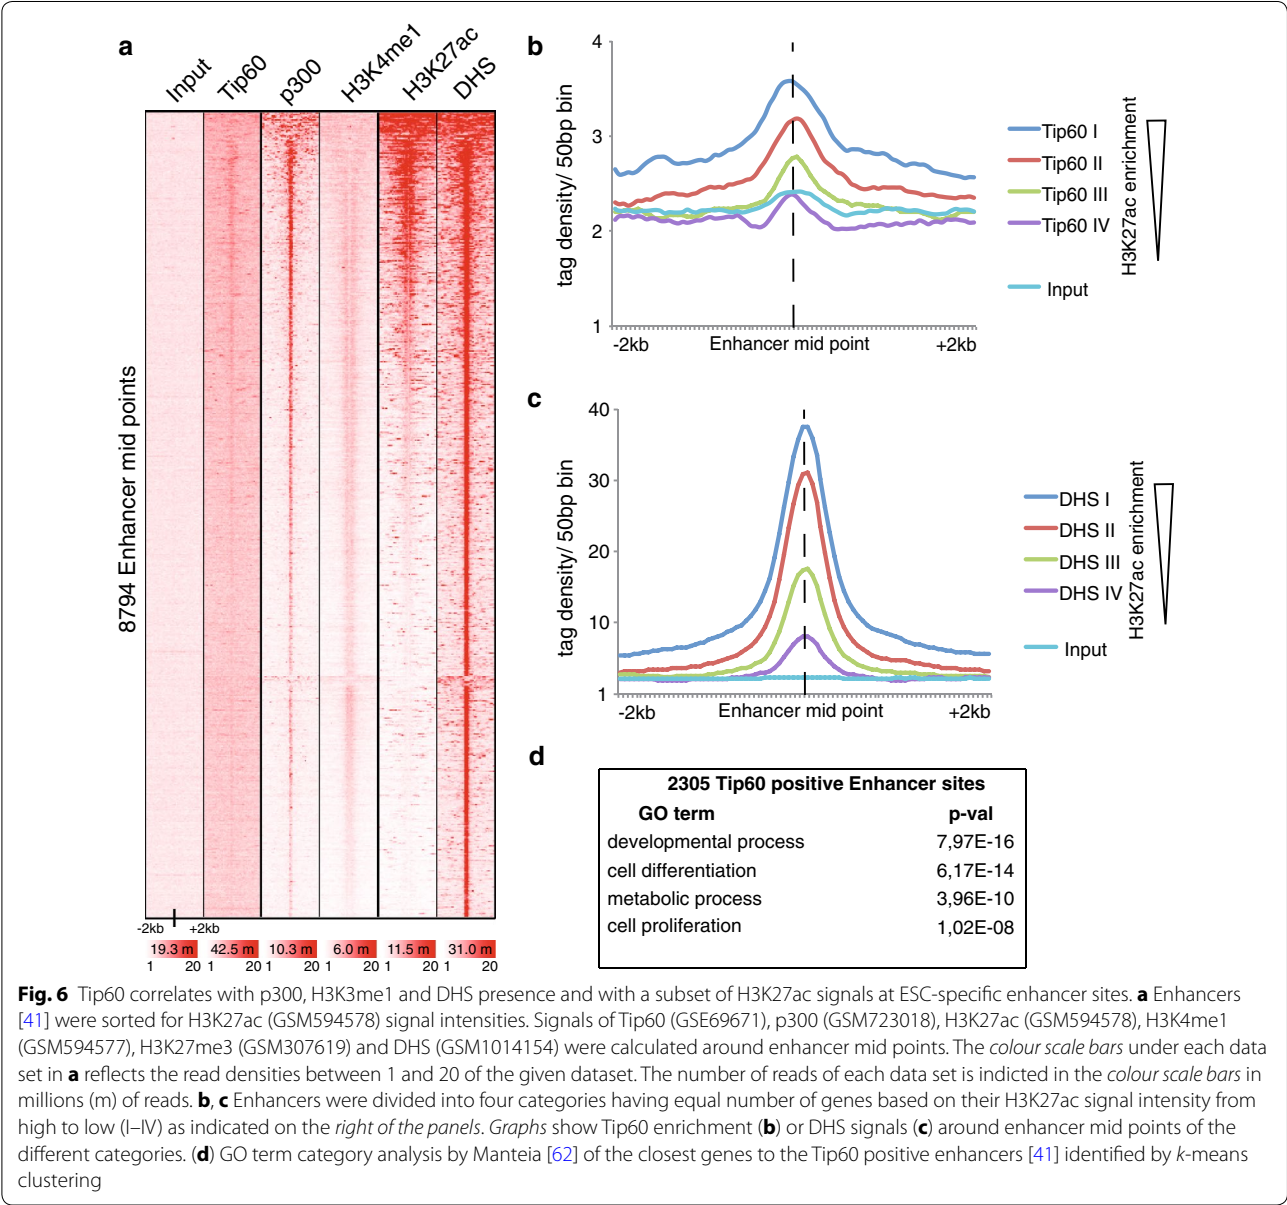 a
Input
Tip60
p300
H3K4me1
H3K27ac
DHS
8794 Enhancer mid points
-2kb
+2kb
19.3 m
42.5 m
10.3 m
6.0 m
11.5 m
31.0 m
1 20
1 20
1 20
1 20
1 20
1 20
b
tag density/ 50bp bin
4
3
2
1
-2kb
Enhancer mid point
+2kb
Tip60 I
Tip60 II
Tip60 III
Tip60 IV
Input
H3K27ac enrichment
c
tag density/ 50bp bin
40
30
20
10
1
-2kb
Enhancer mid point
+2kb
DHS I
DHS II
DHS III
DHS IV
Input
H3K27ac enrichment
d
2305 Tip60 positive Enhancer sites
GO term p-val
developmental process 7,97E-16
cell differentiation 6,17E-14
metabolic process 3,96E-10
cell proliferation 1,02E-08
Fig. 6 Tip60 correlates with p300, H3K3me1 and DHS presence and with a subset of H3K27ac signals at ESC-specific enhancer sites. a Enhancers
[41] were sorted for H3K27ac (GSM594578) signal intensities. Signals of Tip60 (GSE69671), p300 (GSM723018), H3K27ac (GSM594578), H3K4me1
(GSM594577), H3K27me3 (GSM307619) and DHS (GSM1014154) were calculated around enhancer mid points. The colour scale bars under each data
set in a reflects the read densities between 1 and 20 of the given dataset. The number of reads of each data set is indicted in the colour scale bars in
millions (m) of reads. b, c Enhancers were divided into four categories having equal number of genes based on their H3K27ac signal intensity from
high to low (I–IV) as indicated on the right of the panels. Graphs show Tip60 enrichment (b) or DHS signals (c) around enhancer mid points of the
different categories. (d) GO term category analysis by Manteia [62] of the closest genes to the Tip60 positive enhancers [41] identified by k-means
clustering